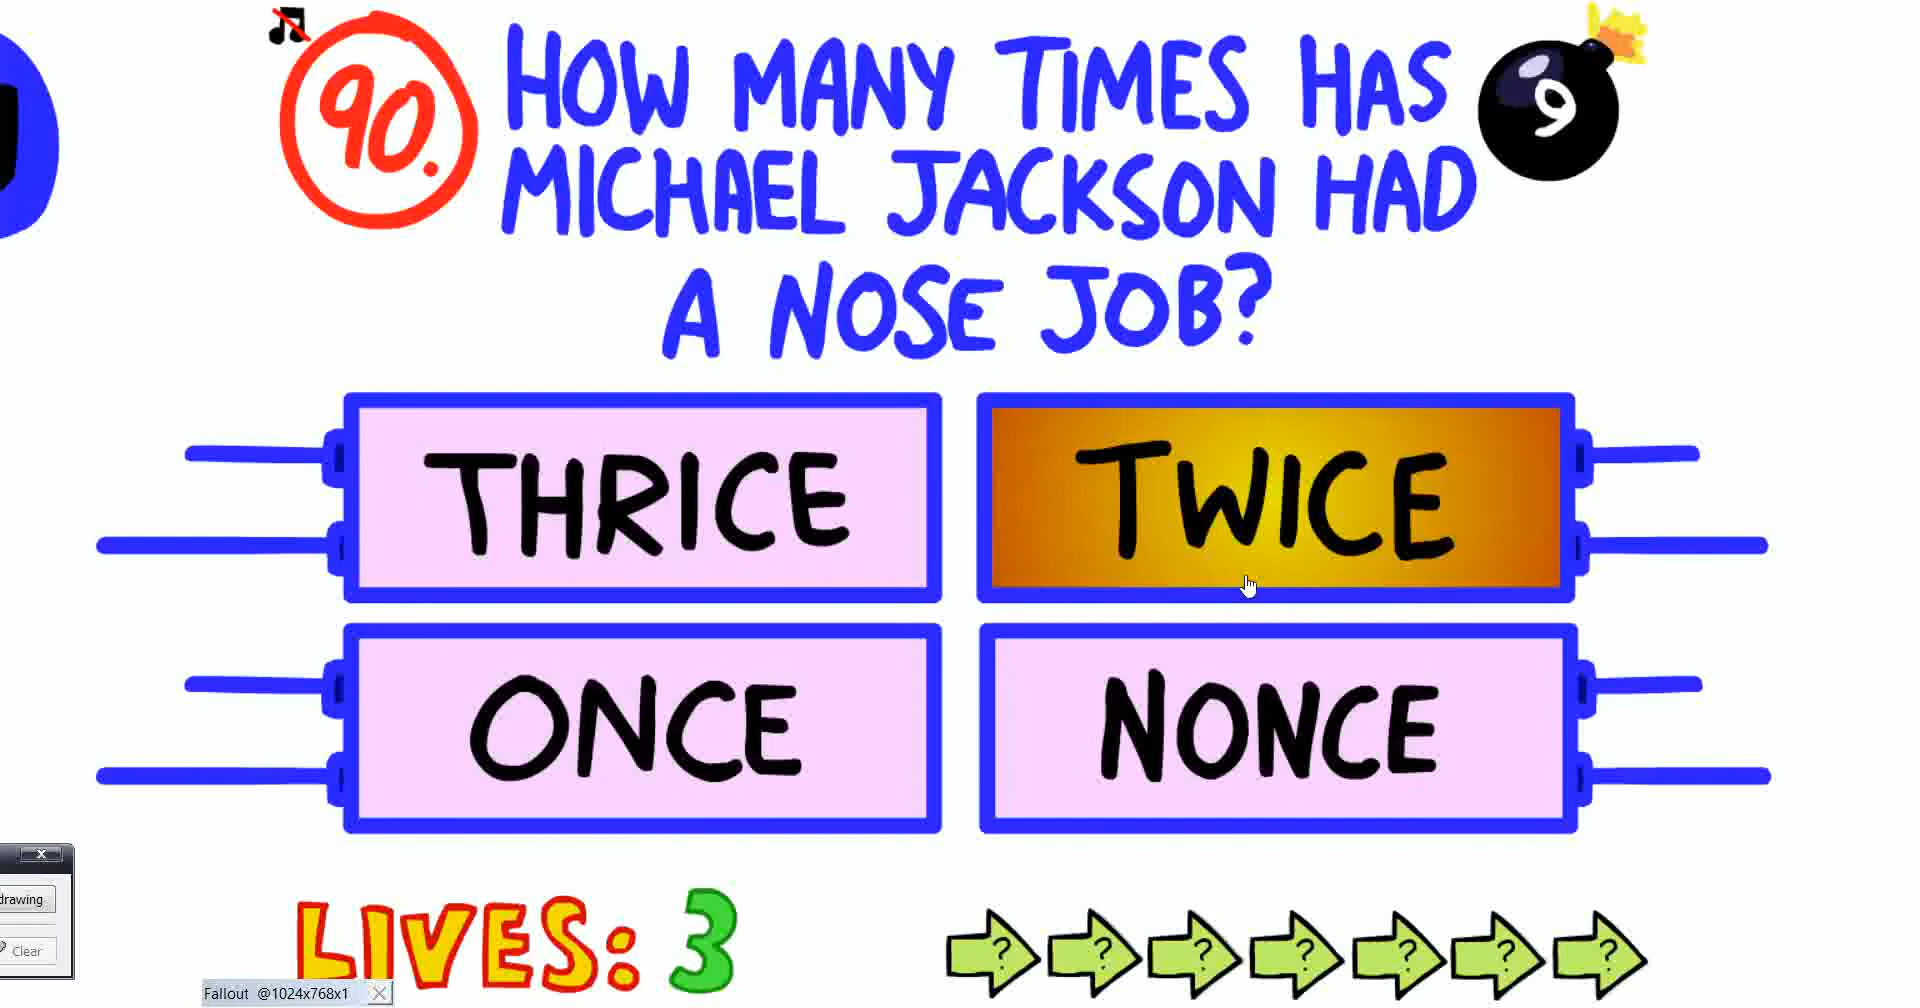 90.
HOW MANY TIMES HAS
MICHAEL JACKSON HAD
A NOSE JOB?
9
THRICE
TWICE
ONCE
NONCE
drawing
Clear
LIVES: 3
? ? ? ? ? ? ?
Fallout @1024x768x1